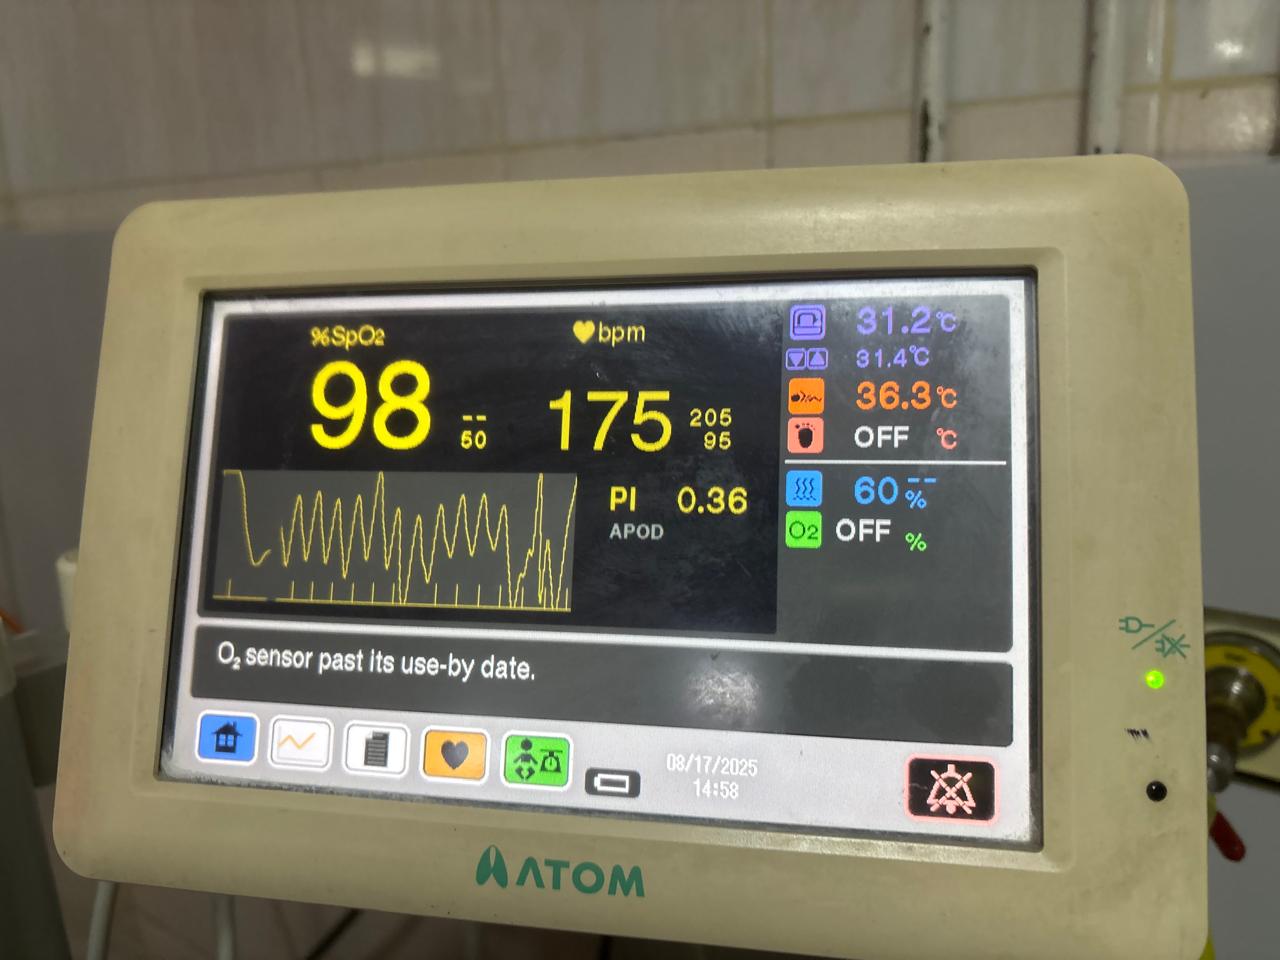 %SpO2
98
--
50
bpm
175
205
95
PI 0.36
APOD
31.2°C
31.4°C
36.3°C
OFF °C
60 % --
O2 OFF %
O2 sensor past its use-by date.
08/17/2025
14:58
ATOM